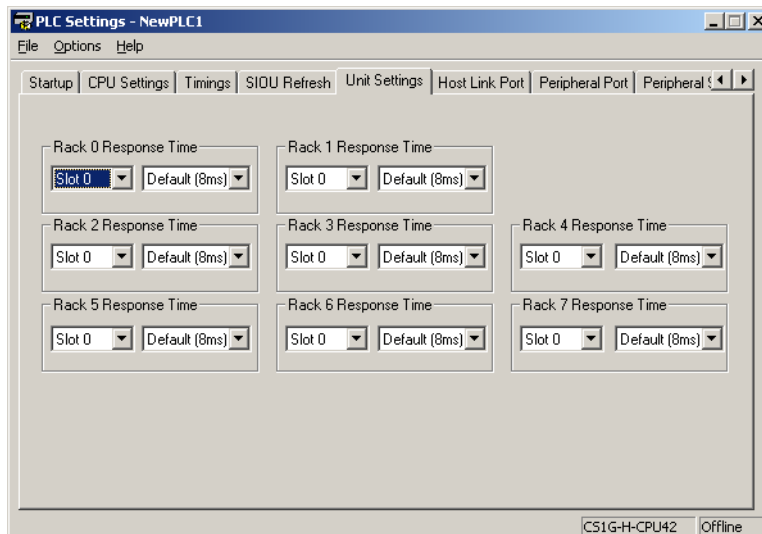 PLC Settings - NewPLC1
File Options Help
Startup CPU Settings Timings SIOU Refresh Unit Settings Host Link Port Peripheral Port Peripheral
Rack 0 Response Time Rack 1 Response Time
Slot 0 Default (8ms) Slot 0 Default (8ms)
Rack 2 Response Time Rack 3 Response Time Rack 4 Response Time
Slot 0 Default (8ms) Slot 0 Default (8ms) Slot 0 Default (8ms)
Rack 5 Response Time Rack 6 Response Time Rack 7 Response Time
Slot 0 Default (8ms) Slot 0 Default (8ms) Slot 0 Default (8ms)
CS1G-H-CPU42 Offline